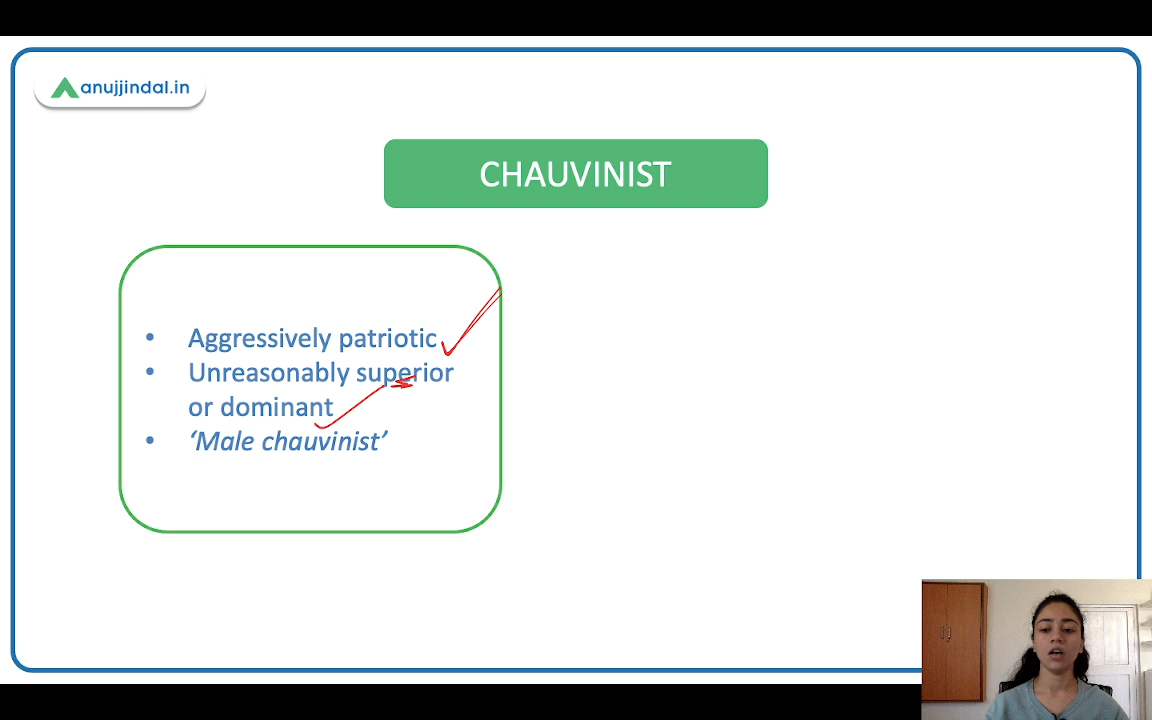 anujjindal.in
CHAUVINIST
• Aggressively patriotic
• Unreasonably superior
or dominant
• ‘Male chauvinist’